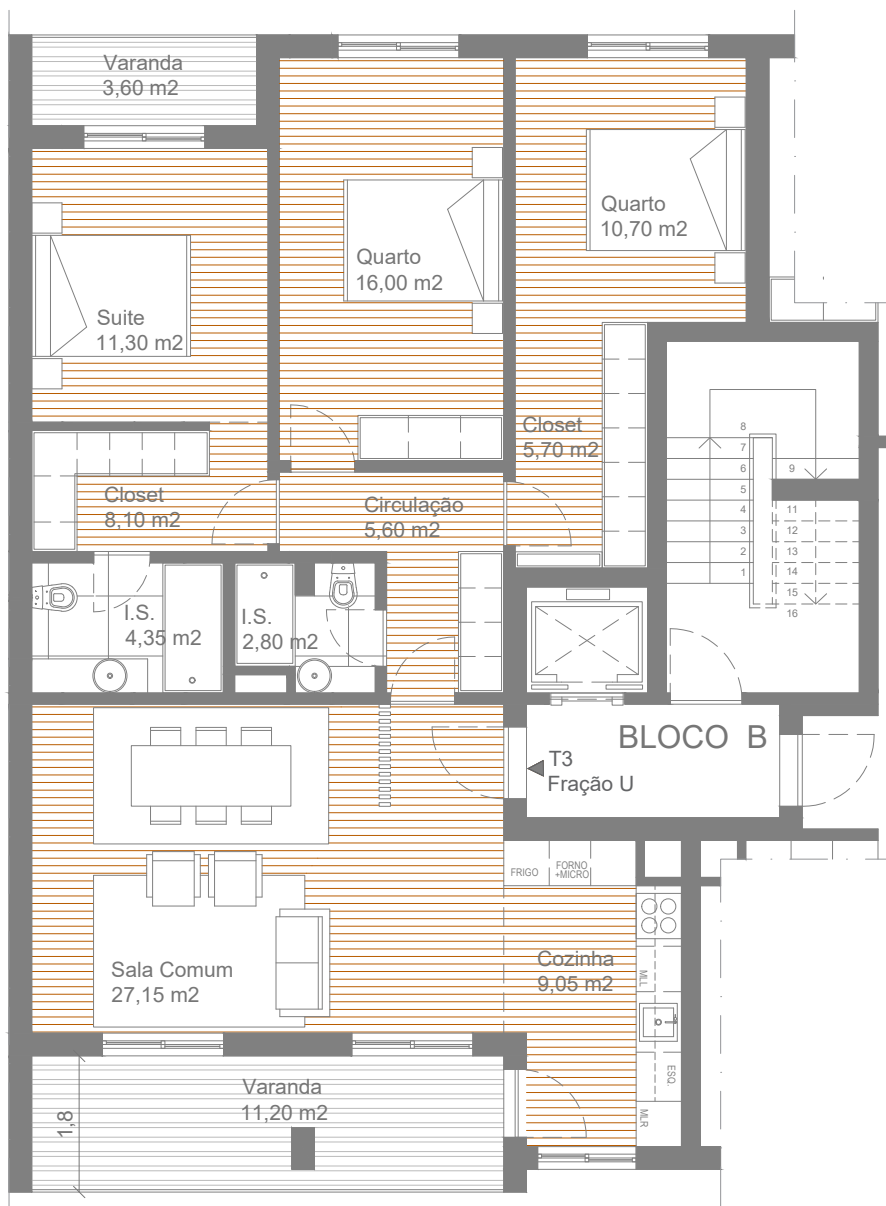 Varanda
3,60 m2
Quarto
10,70 m2
Quarto
16,00 m2
Suite
11,30 m2
Closet
5,70 m2
Closet
8,10 m2
Circulação
5,60 m2
8
7
6
5
4
3
2
1
9
11
12
13
14
15
16
I.S.
4,35 m2
I.S.
2,80 m2
BLOCO B
T3
Fração U
FRIGO
FORNO
+MICRO
Cozinha
9,05 m2
MLL
ESQ.
MLR
Sala Comum
27,15 m2
Varanda
11,20 m2
1,8